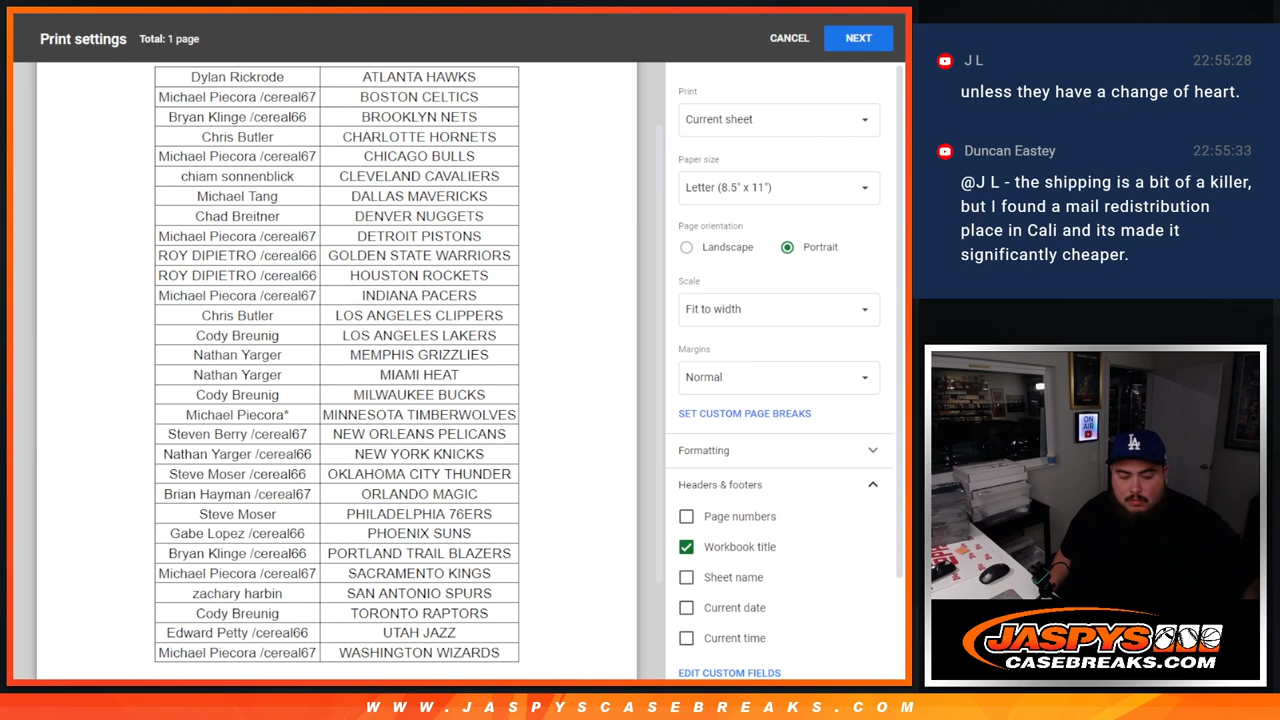 Print settings Total: 1 page
CANCEL NEXT
Dylan Rickrode ATLANTA HAWKS
Michael Piecora /cereal67 BOSTON CELTICS
Bryan Klinge /cereal66 BROOKLYN NETS
Chris Butler CHARLOTTE HORNETS
Michael Piecora /cereal67 CHICAGO BULLS
chiam sonnenblick CLEVELAND CAVALIERS
Michael Tang DALLAS MAVERICKS
Chad Breitner DENVER NUGGETS
Michael Piecora /cereal67 DETROIT PISTONS
ROY DIPIETRO /cereal66 GOLDEN STATE WARRIORS
ROY DIPIETRO /cereal66 HOUSTON ROCKETS
Michael Piecora /cereal67 INDIANA PACERS
Chris Butler LOS ANGELES CLIPPERS
Cody Breunig LOS ANGELES LAKERS
Nathan Yarger MEMPHIS GRIZZLIES
Nathan Yarger MIAMI HEAT
Cody Breunig MILWAUKEE BUCKS
Michael Piecora* MINNESOTA TIMBERWOLVES
Steven Berry /cereal67 NEW ORLEANS PELICANS
Nathan Yarger /cereal66 NEW YORK KNICKS
Steve Moser /cereal66 OKLAHOMA CITY THUNDER
Brian Hayman /cereal67 ORLANDO MAGIC
Steve Moser PHILADELPHIA 76ERS
Gabe Lopez /cereal66 PHOENIX SUNS
Bryan Klinge /cereal66 PORTLAND TRAIL BLAZERS
Michael Piecora /cereal67 SACRAMENTO KINGS
zachary harbin SAN ANTONIO SPURS
Cody Breunig TORONTO RAPTORS
Edward Petty /cereal66 UTAH JAZZ
Michael Piecora /cereal67 WASHINGTON WIZARDS
Print
Current sheet
Paper size
Letter (8.5" x 11")
Page orientation
Landscape Portrait
Scale
Fit to width
Margins
Normal
SET CUSTOM PAGE BREAKS
Formatting
Headers & footers
Page numbers
Workbook title
Sheet name
Current date
Current time
EDIT CUSTOM FIELDS
J L 22:55:28
unless they have a change of heart.
Duncan Eastey 22:55:33
@J L - the shipping is a bit of a killer,
but I found a mail redistribution
place in Cali and its made it
significantly cheaper.
ON
AIR
JASPYS
CASEBREAKS.COM
WWW.JASPYSCASEBREAKS.COM